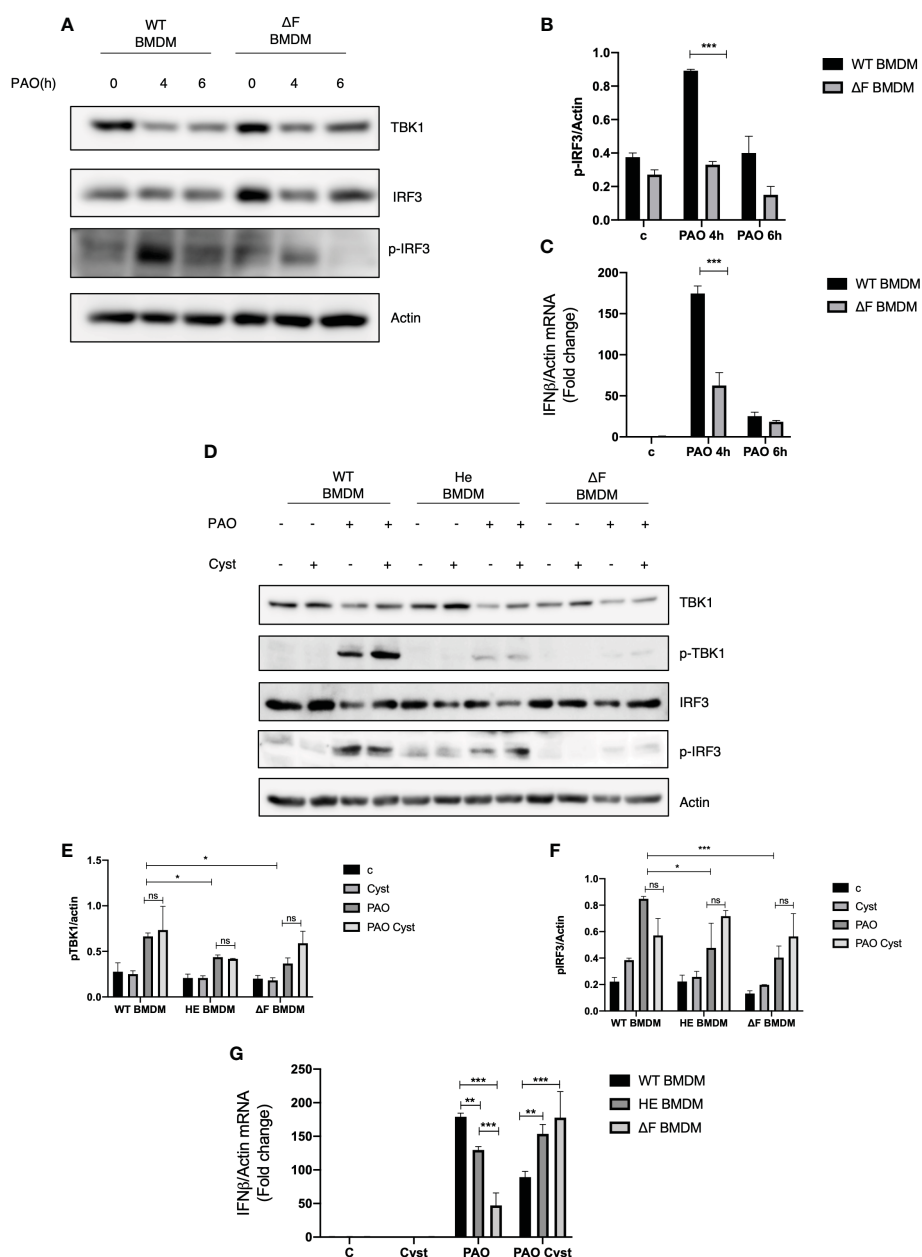 A
WT
BMDM
ΔF
BMDM
PAO(h)
0 4 6 0 4 6
TBK1
IRF3
p-IRF3
Actin
B
p-IRF3/Actin
1.0
0.8
0.6
0.4
0.2
0.0
***
c PAO 4h PAO 6h
WT BMDM
ΔF BMDM
C
IFNβ/Actin mRNA
(Fold change)
200
150
100
50
0
***
c PAO 4h PAO 6h
WT BMDM
ΔF BMDM
D
WT
BMDM
He
BMDM
ΔF
BMDM
PAO - - + + - - + + - - + +
Cyst - + - + - + - + - + - +
TBK1
p-TBK1
IRF3
p-IRF3
Actin
E
pTBK1/actin
1.5
1.0
0.5
0.0
*
*
ns
ns
ns
WT BMDM HE BMDM ΔF BMDM
c
Cyst
PAO
PAO Cyst
F
pIRF3/Actin
1.0
0.8
0.6
0.4
0.2
0.0
***
*
ns
ns
ns
WT BMDM HE BMDM ΔF BMDM
c
Cyst
PAO
PAO Cyst
G
IFNβ/Actin mRNA
(Fold change)
250
200
150
100
50
0
*** ***
** **
***
C Cyst PAO PAO Cyst
WT BMDM
HE BMDM
ΔF BMDM